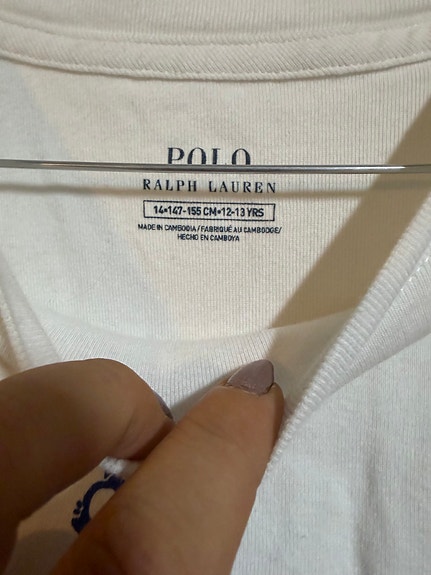 POLO
RALPH LAUREN
14•147-155 CM•12-13 YRS
MADE IN CAMBODIA / FABRIQUÉ AU CAMBODGE/
HECHO EN CAMBOYA